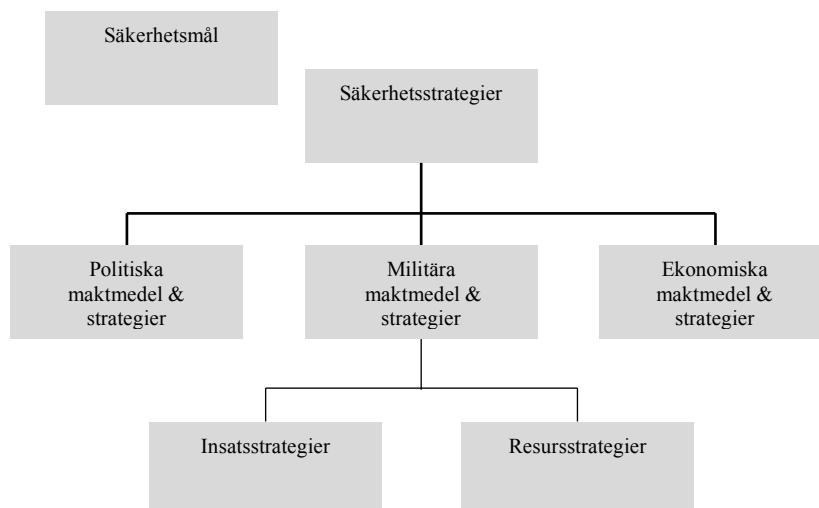 Säkerhetsmål
Säkerhetsstrategier
Politiska
maktmedel &
strategier
Militära
maktmedel &
strategier
Ekonomiska
maktmedel &
strategier
Insatsstrategier
Resursstrategier